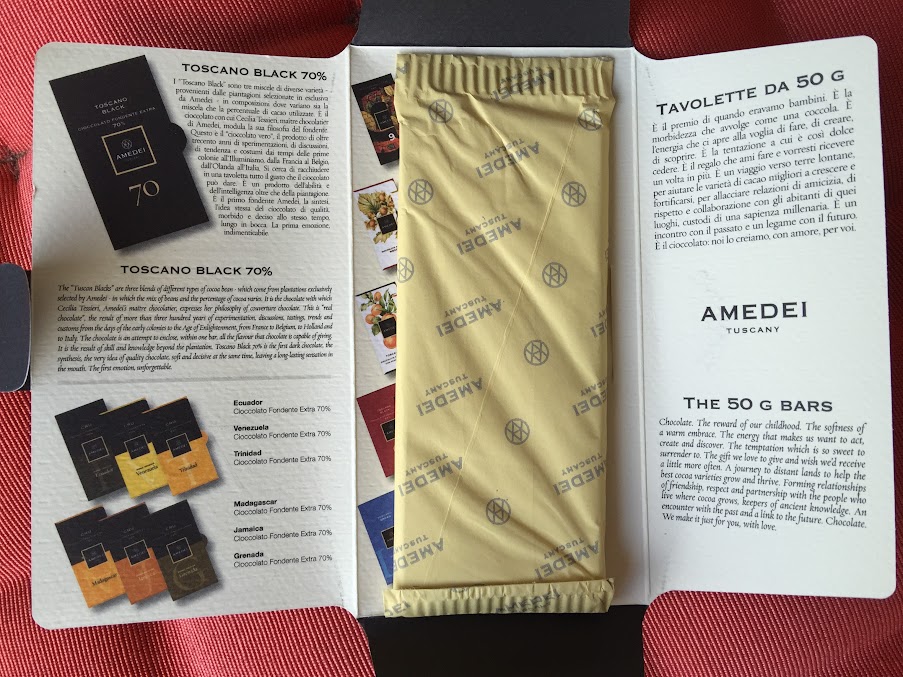 TOSCANO BLACK 70%
I "Toscano Black" sono tre miscele di diverse varietà -
provenienti dalle piantagioni selezionate in esclusiva
da Amedei - in composizioni dove variano sia la
miscela che la percentuale di cacao utilizzate. È il
cioccolato con cui Cecilia Tessieri, maître chocolatier
di Amedei, modula la sua filosofia del fondente.
Questo è il "cioccolato vero", il prodotto di oltre
trecento anni di sperimentazioni, di discussioni,
di tendenza e costumi dai tempi delle prime
colonie all'Illuminismo, dalla Francia al Belgio,
dall'Olanda all'Italia. Si cerca di racchiudere
in una tavoletta tutto il gusto che il cioccolato
può dare. È un prodotto dell'abilità e
dell'intelligenza oltre che della piantagione.
È il primo fondente Amedei, la sintesi,
l'idea stessa del cioccolato di qualità,
morbido e deciso allo stesso tempo,
lungo in bocca. La prima emozione,
indimenticabile.
TOSCANO
BLACK
CIOCCOLATO FONDENTE EXTRA
70%
AMEDEI
70
TOSCANO BLACK 70%
The "Tuscan Blacks" are three blends of different types of cocoa bean - which come from plantations exclusively
selected by Amedei - in which the mix of beans and the percentage of cocoa varies. It is the chocolate with which
Cecilia Tessieri, Amedei's maître chocolatier, expresses her philosophy of couverture chocolate. This is "real
chocolate", the result of more than three hundred years of experimentation, discussions, tastings, trends and
customs from the days of the early colonies to the Age of Enlightenment, from France to Belgium, to Holland and
to Italy. The chocolate is an attempt to enclose, within one bar, all the flavour that chocolate is capable of giving.
It is the result of skill and knowledge beyond the plantation. Toscano Black 70% is the first dark chocolate, the
synthesis, the very idea of quality chocolate, soft and decisive at the same time, leaving a long-lasting sensation in
the mouth. The first emotion, unforgettable.
Ecuador
Cioccolato Fondente Extra 70%
Venezuela
Cioccolato Fondente Extra 70%
Trinidad
Cioccolato Fondente Extra 70%
Madagascar
Cioccolato Fondente Extra 70%
Jamaica
Cioccolato Fondente Extra 70%
Grenada
Cioccolato Fondente Extra 70%
Trinidad
Madagascar
9
AMEDEI
TUSCANY
AMEDEI
TUSCANY
AMEDEI
TUSCANY
AMEDEI
TUSCANY
AMEDEI
TUSCANY
AMEDEI
TUSCANY
AMEDEI
TUSCANY
AMEDEI
TUSCANY
TAVOLETTE DA 50 G
È il premio di quando eravamo bambini. È la
morbidezza che avvolge come una coccola. È
l'energia che ci apre alla voglia di fare, di creare,
di scoprire. È la tentazione a cui è così dolce
cedere. È il regalo che ami fare e vorresti ricevere
un volta in più. È un viaggio verso terre lontane,
per aiutare le varietà di cacao migliori a crescere e
fortificarsi, per allacciare relazioni di amicizia, di
rispetto e collaborazione con gli abitanti di quei
luoghi, custodi di una sapienza millenaria. È un
incontro con il passato e un legame con il futuro.
È il cioccolato: noi lo creiamo, con amore, per voi.
AMEDEI
TUSCANY
THE 50 G BARS
Chocolate. The reward of our childhood. The softness of
a warm embrace. The energy that makes us want to act,
create and discover. The temptation which is so sweet to
surrender to. The gift we love to give and wish we'd receive
a little more often. A journey to distant lands to help the
best cocoa varieties grow and thrive. Forming relationships
of friendship, respect and partnership with the people who
live where cocoa grows, keepers of ancient knowledge. An
encounter with the past and a link to the future. Chocolate.
We make it just for you, with love.